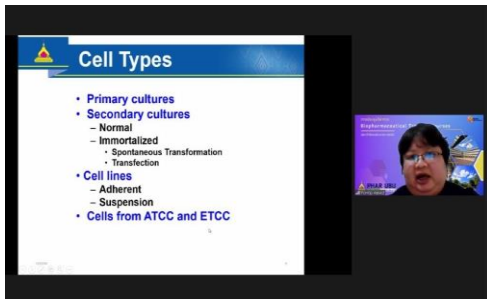 Cell Types
• Primary cultures
• Secondary cultures
– Normal
– Immortalized
• Spontaneous Transformation
• Transfection
• Cell lines
– Adherent
– Suspension
• Cells from ATCC and ETCC
Biopharmaceutical
PHAR UBU